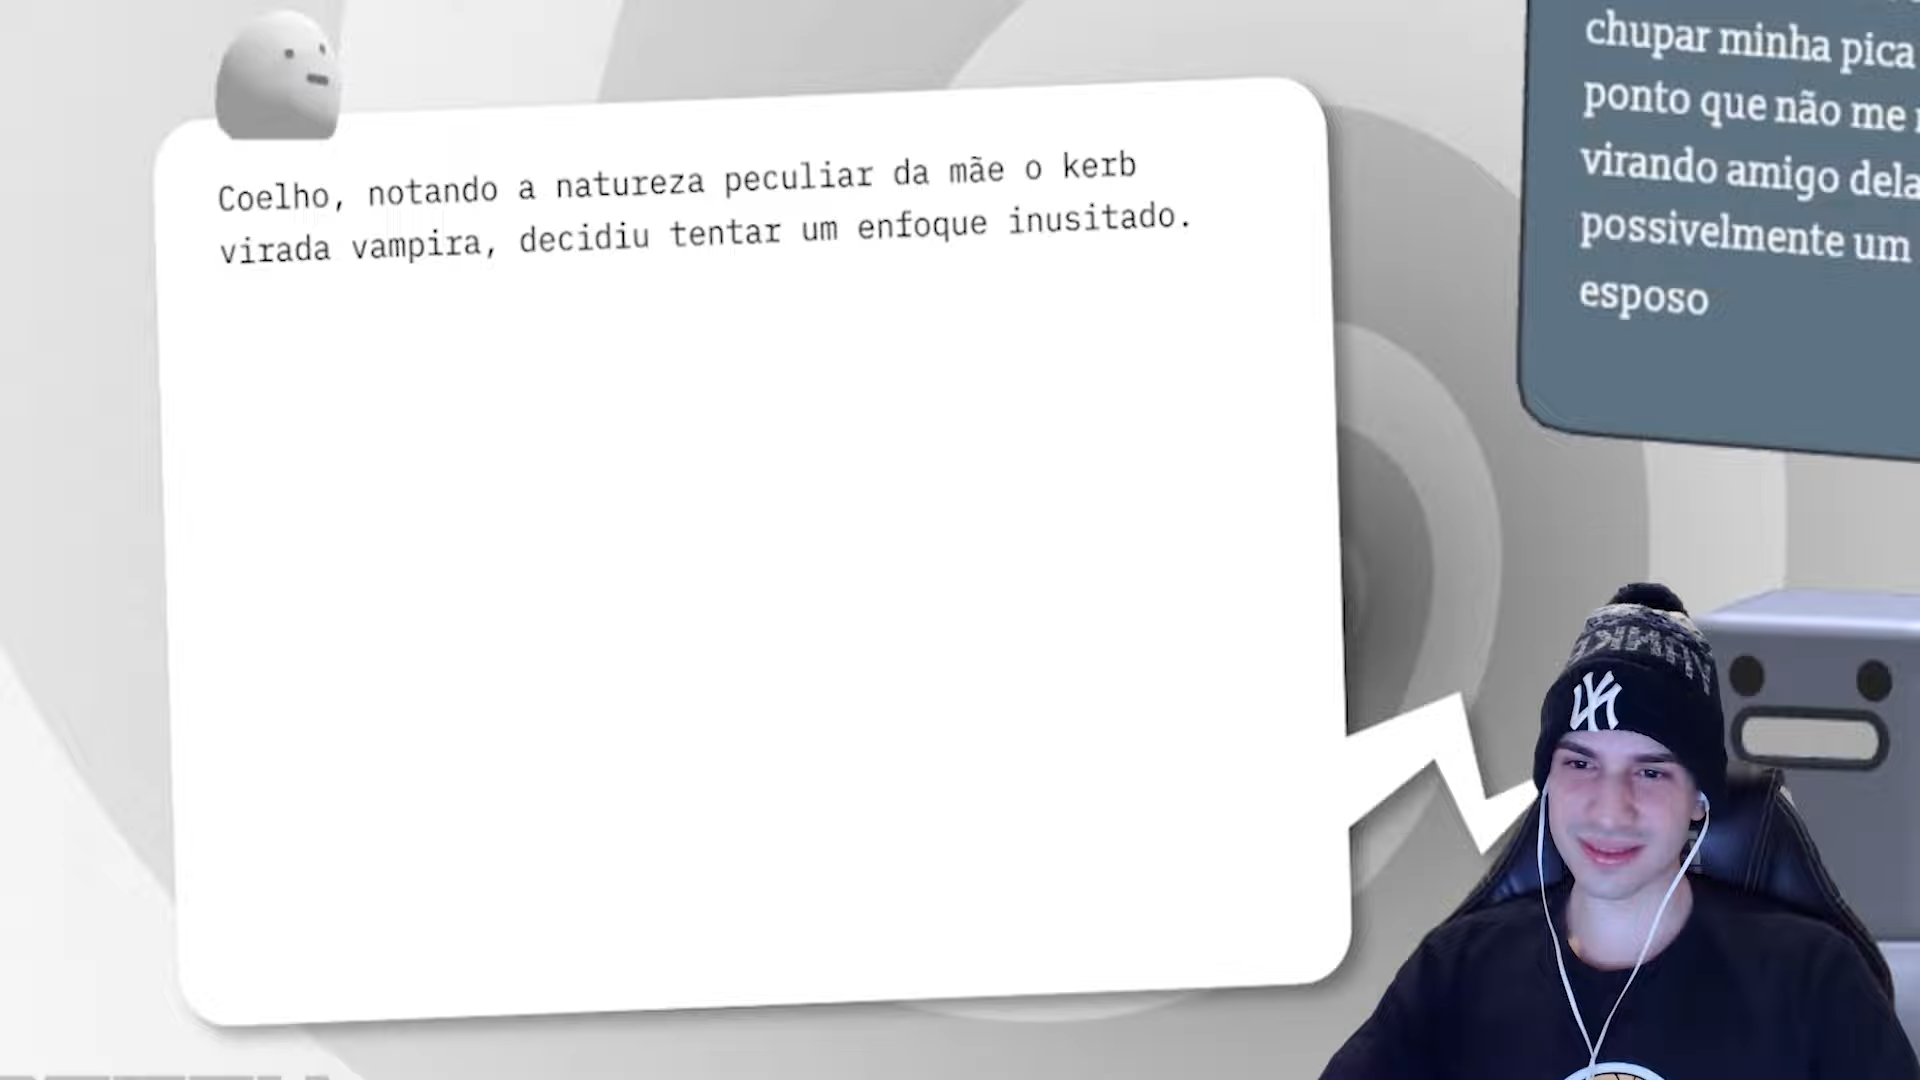 Coelho, notando a natureza peculiar da mãe o kerb
virada vampira, decidiu tentar um enfoque inusitado.
chupar minha pica
ponto que não me
virando amigo dela
possivelmente um
esposo
NY